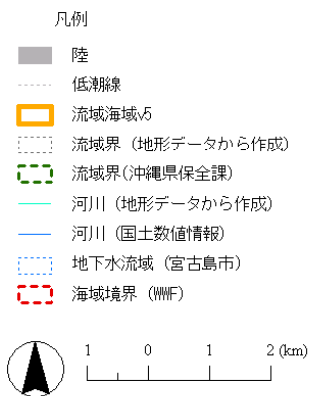 凡例
陸
低潮線
流域海域v5
流域界（地形データから作成）
流域界(沖縄県保全課)
河川（地形データから作成）
河川（国土数値情報）
地下水流域（宮古島市）
海域境界（WWF）
1 0 1 2 (km)